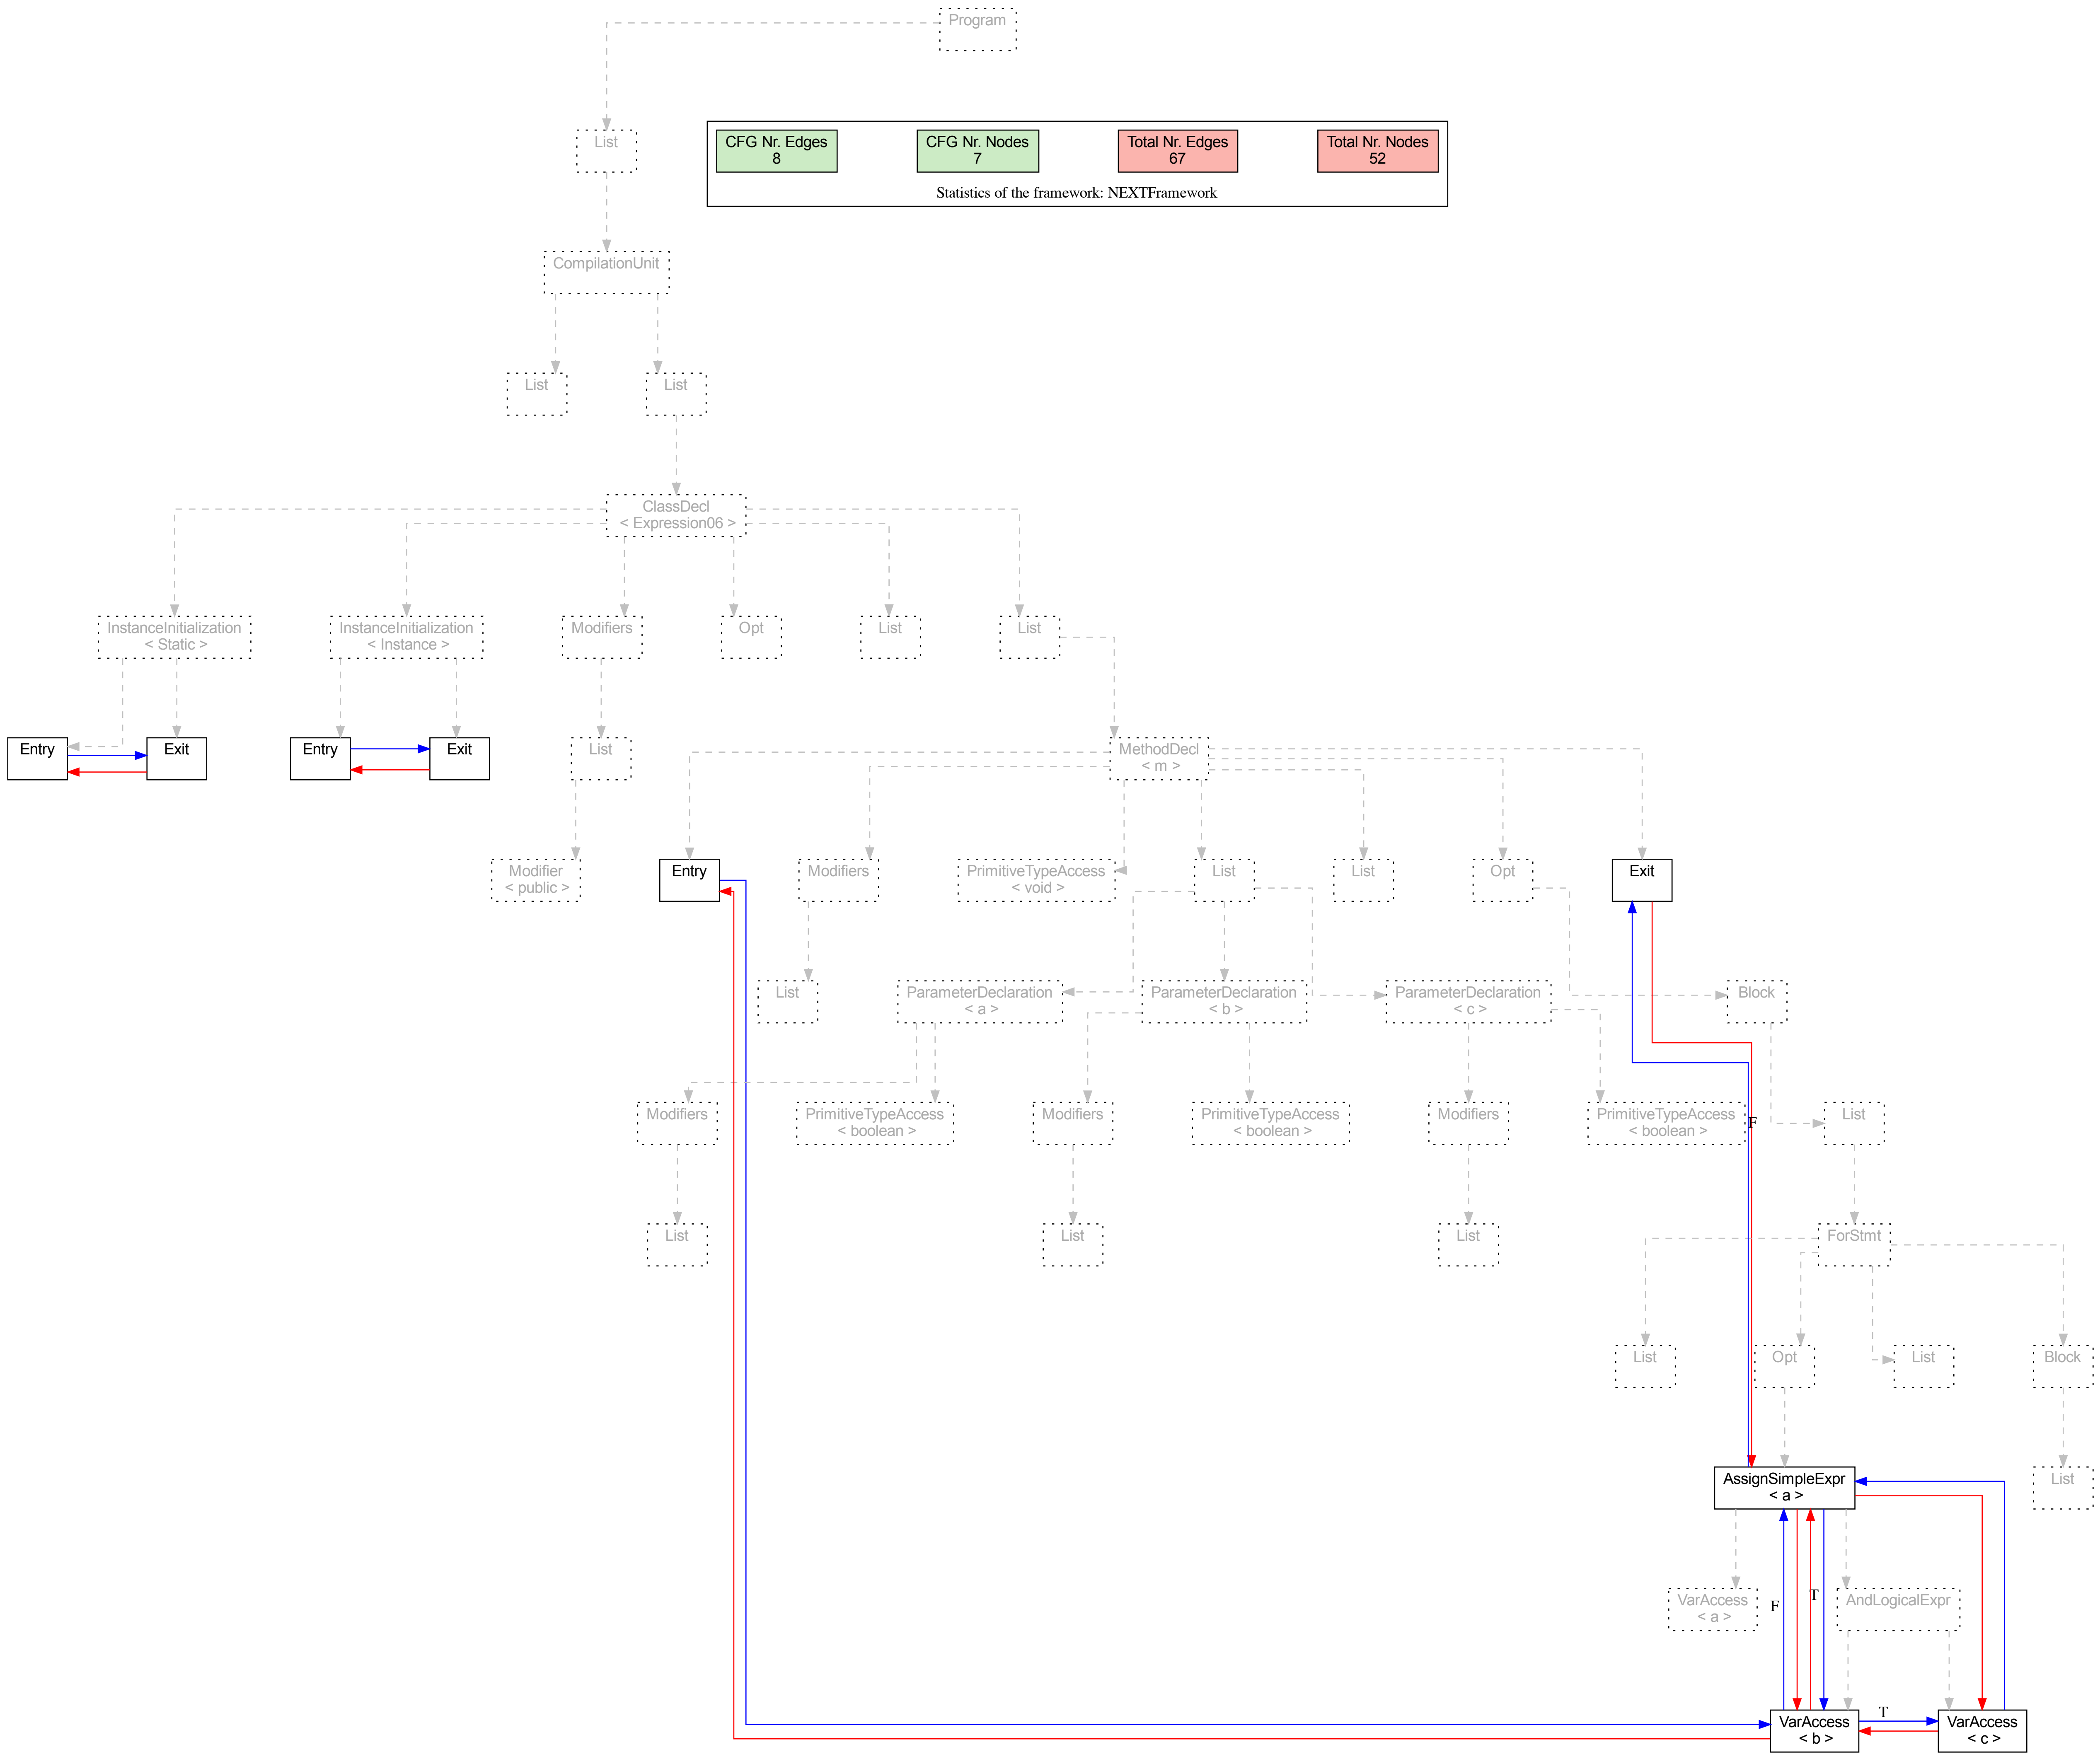 Program
List
CFG Nr. Edges
8
CFG Nr. Nodes
7
Total Nr. Edges
67
Total Nr. Nodes
52
Statistics of the framework: NEXTFramework
CompilationUnit
List
List
ClassDecl
< Expression06 >
InstanceInitialization
< Static >
InstanceInitialization
< Instance >
Modifiers
Opt
List
List
Entry
Exit
Entry
Exit
List
MethodDecl
< m >
Modifier
< public >
Entry
Modifiers
PrimitiveTypeAccess
< void >
List
List
Opt
Exit
List
ParameterDeclaration
< a >
ParameterDeclaration
< b >
ParameterDeclaration
< c >
Block
Modifiers
PrimitiveTypeAccess
< boolean >
Modifiers
PrimitiveTypeAccess
< boolean >
Modifiers
PrimitiveTypeAccess
< boolean >
F
List
List
List
List
ForStmt
List
Opt
List
Block
AssignSimpleExpr
< a >
List
VarAccess
< a >
F
T
AndLogicalExpr
VarAccess
< b >
T
VarAccess
< c >